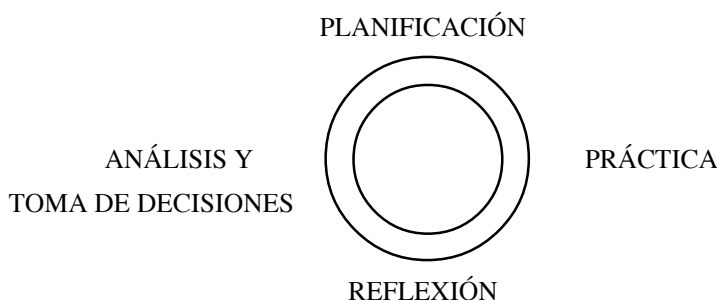 PLANIFICACIÓN
ANÁLISIS Y
TOMA DE DECISIONES
PRÁCTICA
REFLEXIÓN